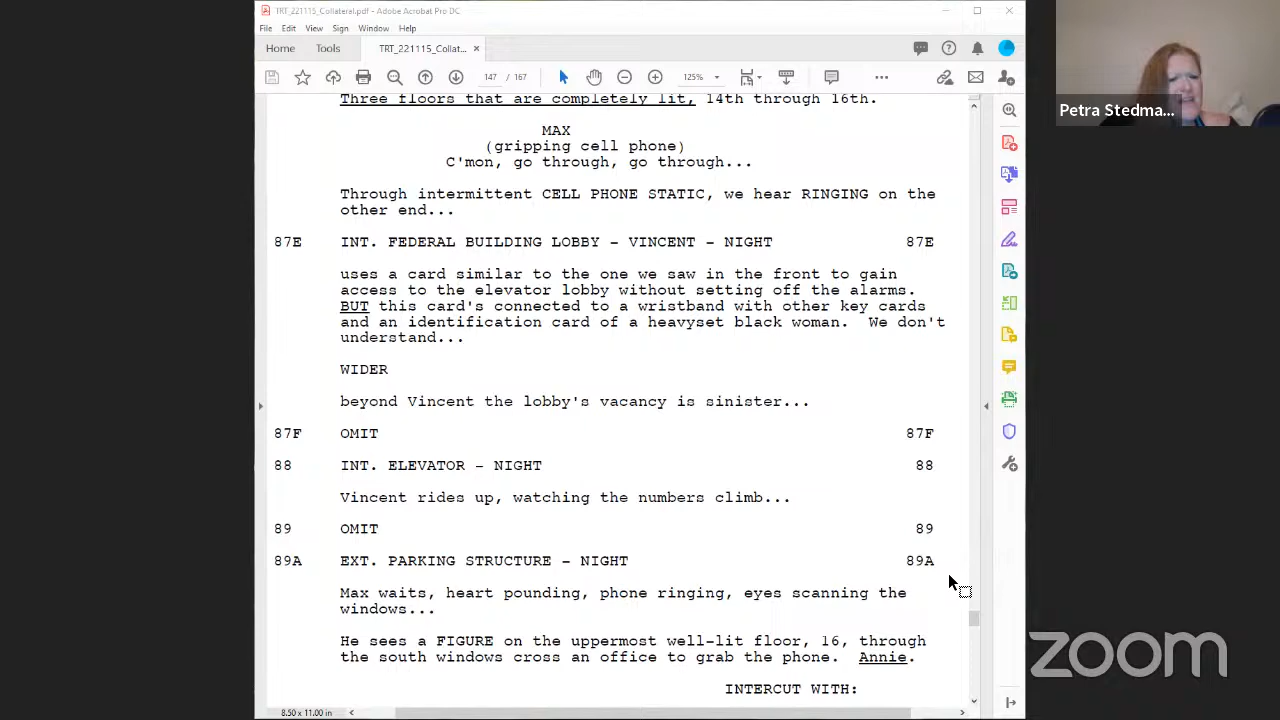 TRT_221115_Collateral.pdf - Adobe Acrobat Pro DC
File Edit View Sign Window Help
Home Tools TRT_221115_Collat... ×
147 / 167 125%
Three floors that are completely lit, 14th through 16th.
MAX
(gripping cell phone)
C'mon, go through, go through...
Through intermittent CELL PHONE STATIC, we hear RINGING on the
other end...
87E INT. FEDERAL BUILDING LOBBY - VINCENT - NIGHT 87E
uses a card similar to the one we saw in the front to gain
access to the elevator lobby without setting off the alarms.
BUT this card's connected to a wristband with other key cards
and an identification card of a heavyset black woman. We don't
understand...
WIDER
beyond Vincent the lobby's vacancy is sinister...
87F OMIT 87F
88 INT. ELEVATOR - NIGHT 88
Vincent rides up, watching the numbers climb...
89 OMIT 89
89A EXT. PARKING STRUCTURE - NIGHT 89A
Max waits, heart pounding, phone ringing, eyes scanning the
windows...
He sees a FIGURE on the uppermost well-lit floor, 16, through
the south windows cross an office to grab the phone. Annie.
INTERCUT WITH:
8.50 x 11.00 in
Petra Stedma...
zoom